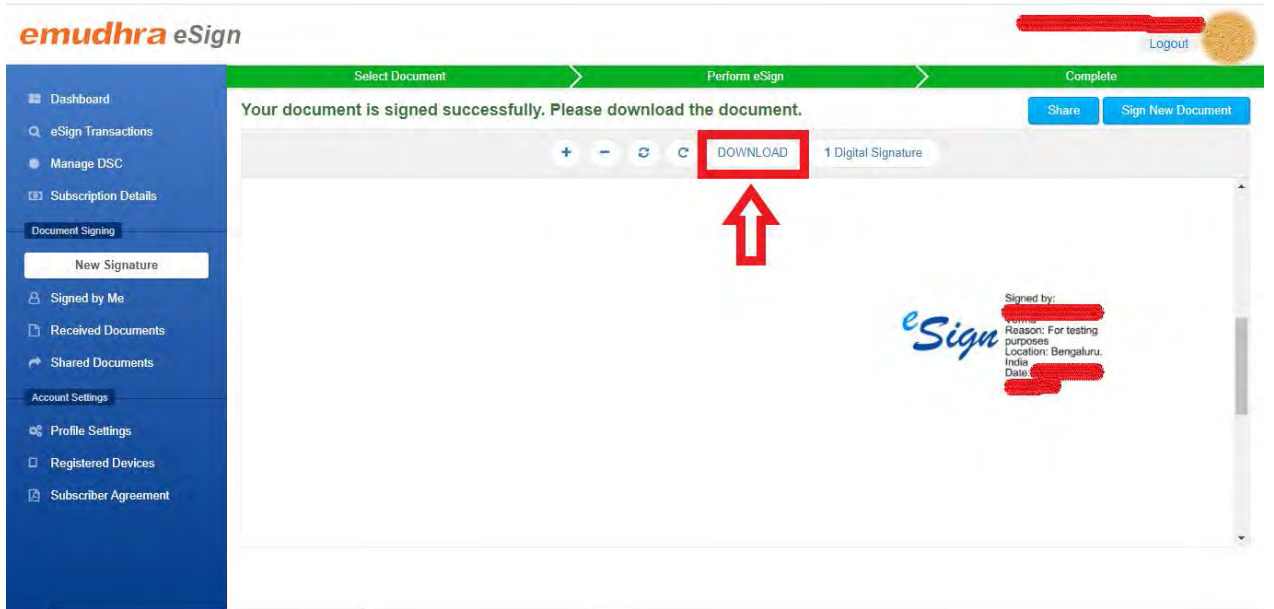 emudhra eSign
Logout
Select Document
Perform eSign
Complete
Dashboard
eSign Transactions
Manage DSC
Subscription Details
Document Signing
New Signature
Signed by Me
Received Documents
Shared Documents
Account Settings
Profile Settings
Registered Devices
Subscriber Agreement
Your document is signed successfully. Please download the document.
Share
Sign New Document
+ -
DOWNLOAD
1 Digital Signature
eSign
Signed by:
Reason: For testing
purposes
Location: Bengaluru,
India
Date: